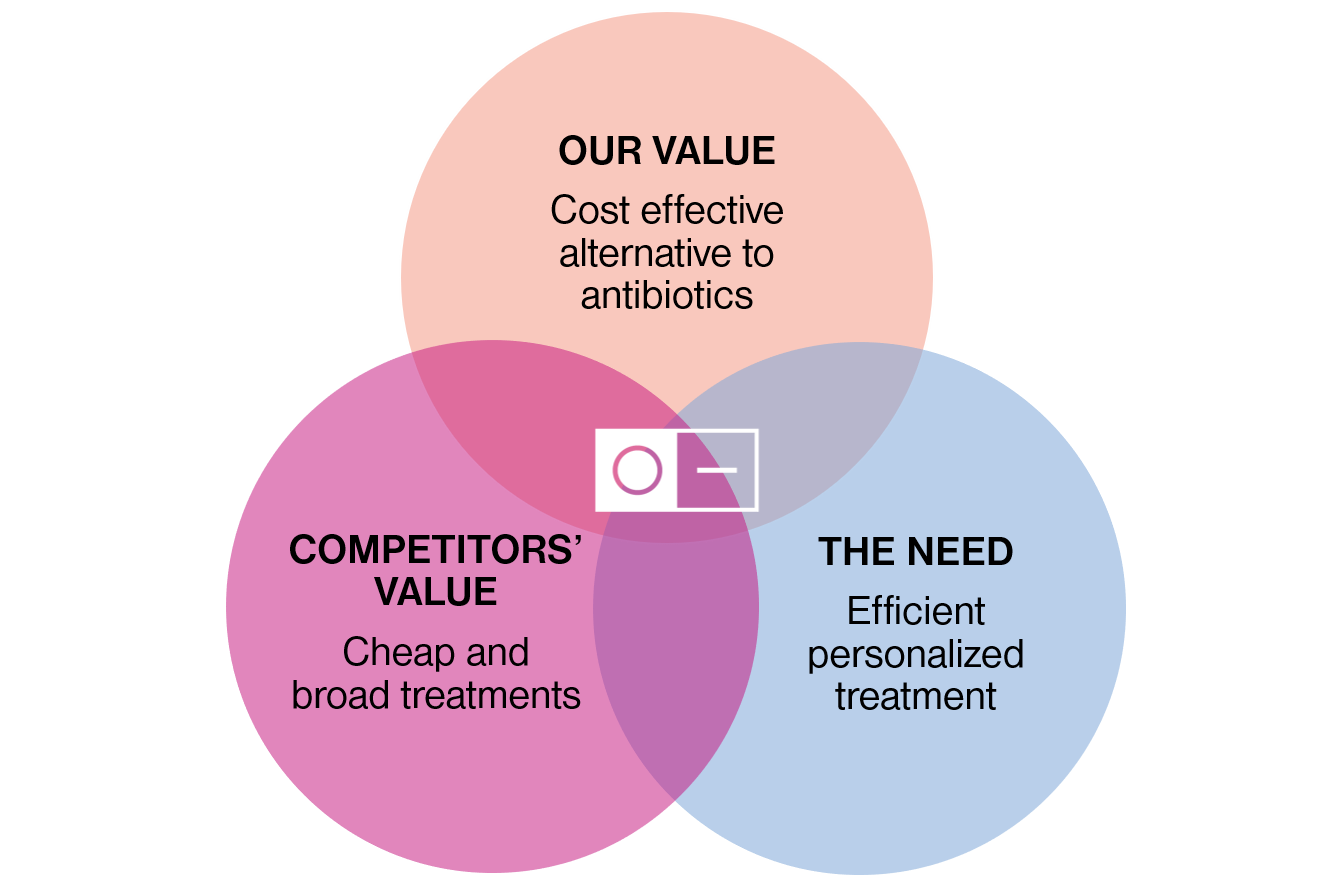 OUR VALUE
Cost effective
alternative to
antibiotics
COMPETITORS’
VALUE
Cheap and
broad treatments
THE NEED
Efficient
personalized
treatment